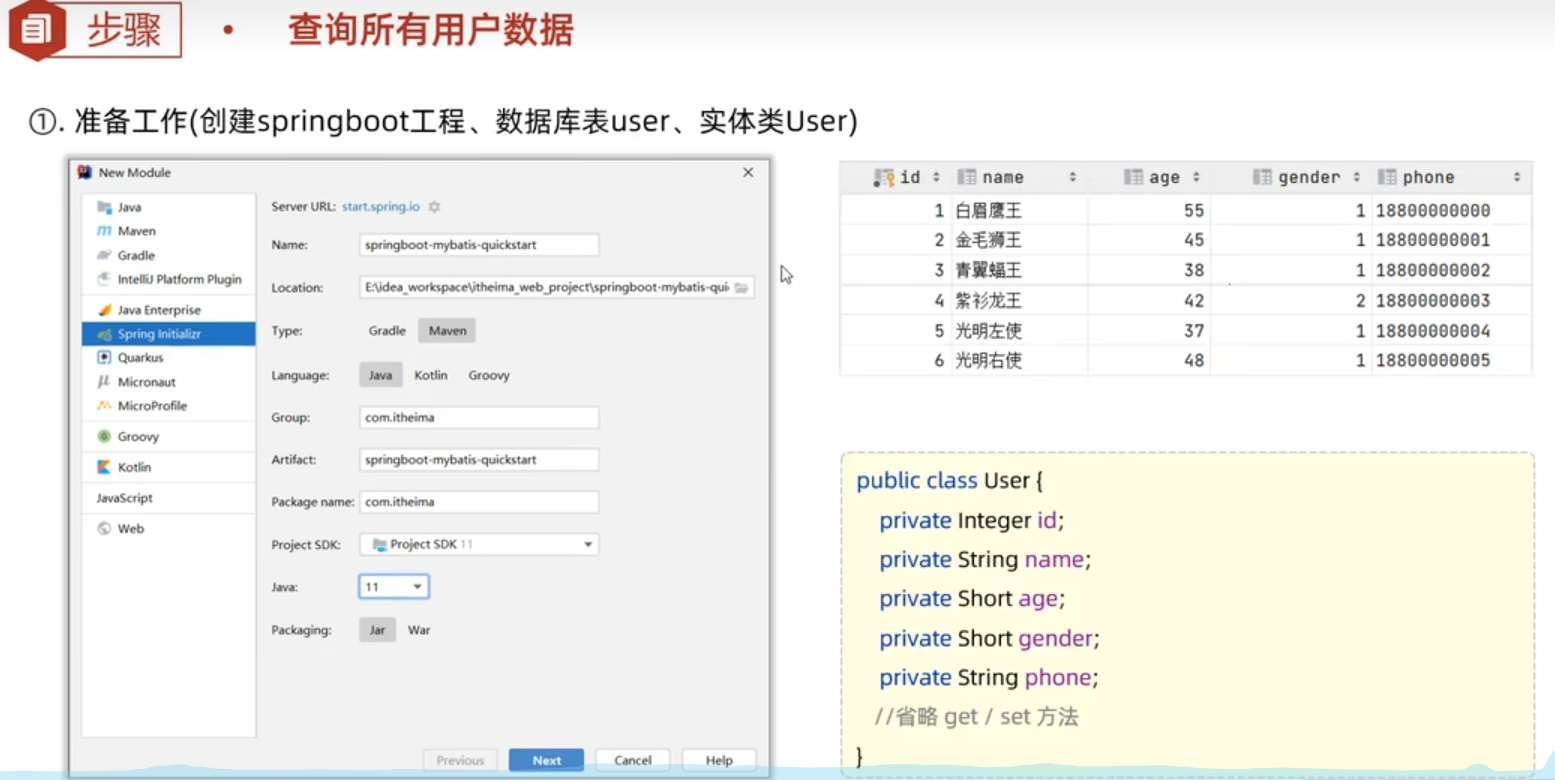 步骤
• 查询所有用户数据
①. 准备工作(创建springboot工程、数据库表user、实体类User)
New Module
Java
Maven
Gradle
IntelliJ Platform Plugin
Java Enterprise
Spring Initializr
Quarkus
Micronaut
MicroProfile
Groovy
Kotlin
JavaScript
Web
Server URL: start.spring.io
Name: springboot-mybatis-quickstart
Location: E:\idea_workspace\itheima_web_project\springboot-mybatis-qui
Type: Gradle Maven
Language: Java Kotlin Groovy
Group: com.itheima
Artifact: springboot-mybatis-quickstart
Package name: com.itheima
Project SDK: Project SDK 11
Java: 11
Packaging: Jar War
Previous Next Cancel Help
id name age gender phone
1 白眉鹰王 55 1 18800000000
2 金毛狮王 45 1 18800000001
3 青翼蝠王 38 1 18800000002
4 紫衫龙王 42 2 18800000003
5 光明左使 37 1 18800000004
6 光明右使 48 1 18800000005
public class User {
private Integer id;
private String name;
private Short age;
private Short gender;
private String phone;
//省略 get / set 方法
}